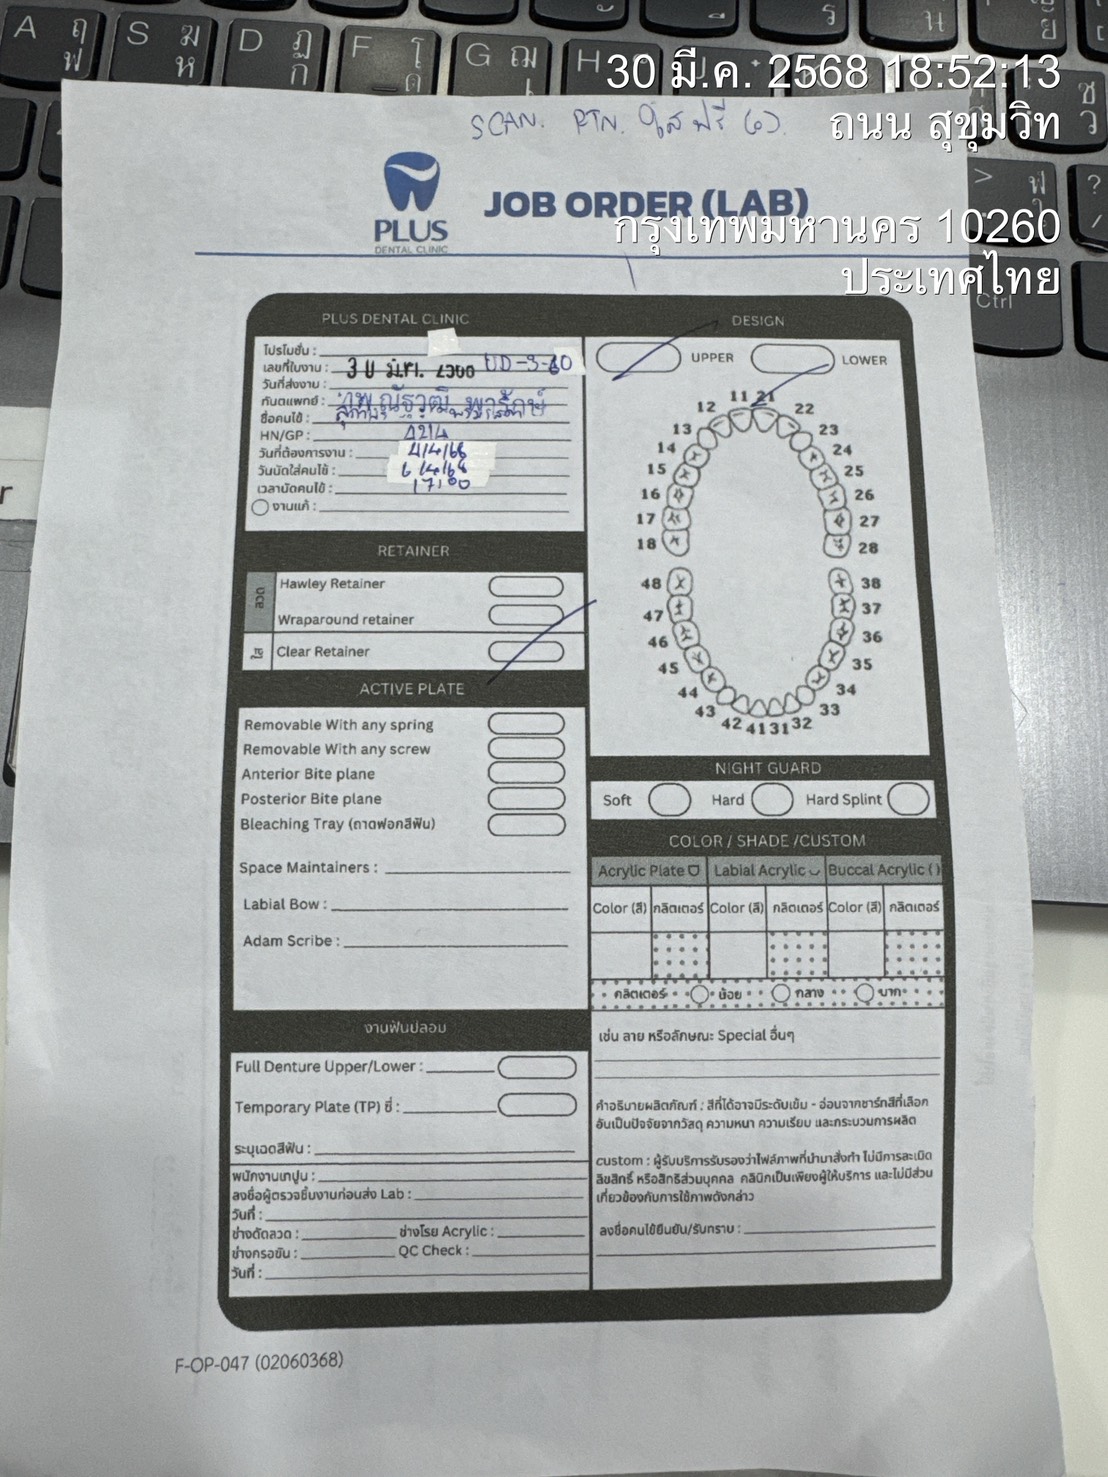 30 มี.ค. 2568 18:52:13
ถนน สุขุมวิท
กรุงเทพมหานคร 10260
ประเทศไทย
SCAN. RTN. ใสฟรี
PLUS
DENTAL CLINIC
JOB ORDER (LAB)
PLUS DENTAL CLINIC
โปรโมชั่น :
เลขที่ใบงาน : UD-3-60
วันที่ส่งงาน : 30 มี.ค.
ทันตแพทย์ :
ชื่อคนไข้ :
HN/GP : 4214
วันที่ต้องการงาน : 4/4/68
วันนัดใส่คนไข้ : 6/4/68
เวลานัดคนไข้ : 17:00
งานแก้ :
DESIGN
UPPER
LOWER
11 21
12 22
13 23
14 24
15 25
16 26
17 27
18 28
48 38
47 37
46 36
45 35
44 34
43 33
42 41 31 32
RETAINER
ลวด
Hawley Retainer
Wraparound retainer
ใส
Clear Retainer
ACTIVE PLATE
Removable With any spring
Removable With any screw
Anterior Bite plane
Posterior Bite plane
Bleaching Tray (ถาดฟอกสีฟัน)
Space Maintainers :
Labial Bow :
Adam Scribe :
NIGHT GUARD
Soft Hard Hard Splint
COLOR / SHADE /CUSTOM
Acrylic Plate Labial Acrylic Buccal Acrylic ( )
Color (สี) กลิตเตอร์ Color (สี) กลิตเตอร์ Color (สี) กลิตเตอร์
กลิตเตอร์ น้อย กลาง มาก
เช่น ลาย หรือลักษณะ Special อื่นๆ
คำอธิบายผลิตภัณฑ์ : สีที่ได้อาจมีระดับเข้ม - อ่อนจากชาร์ทสีที่เลือก
อันเป็นปัจจัยจากวัสดุ ความหนา ความเรียบ และกระบวนการผลิต
custom : ผู้รับบริการรับรองว่าไฟล์ภาพที่นำมาสั่งทำ ไม่มีการละเมิด
ลิขสิทธิ์ หรือสิทธิส่วนบุคคล คลินิกเป็นเพียงผู้ให้บริการ และไม่มีส่วน
เกี่ยวข้องกับการใช้ภาพดังกล่าว
ลงชื่อคนไข้ยืนยัน/รับทราบ :
งานฟันปลอม
Full Denture Upper/Lower :
Temporary Plate (TP) ซี่ :
ระบุเฉดสีฟัน :
พนักงานเทปูน :
ลงชื่อผู้ตรวจชิ้นงานก่อนส่ง Lab :
วันที่ :
ช่างดัดลวด : ช่างโรย Acrylic :
ช่างกรอขัน : QC Check :
วันที่ :
F-OP-047 (02060368)